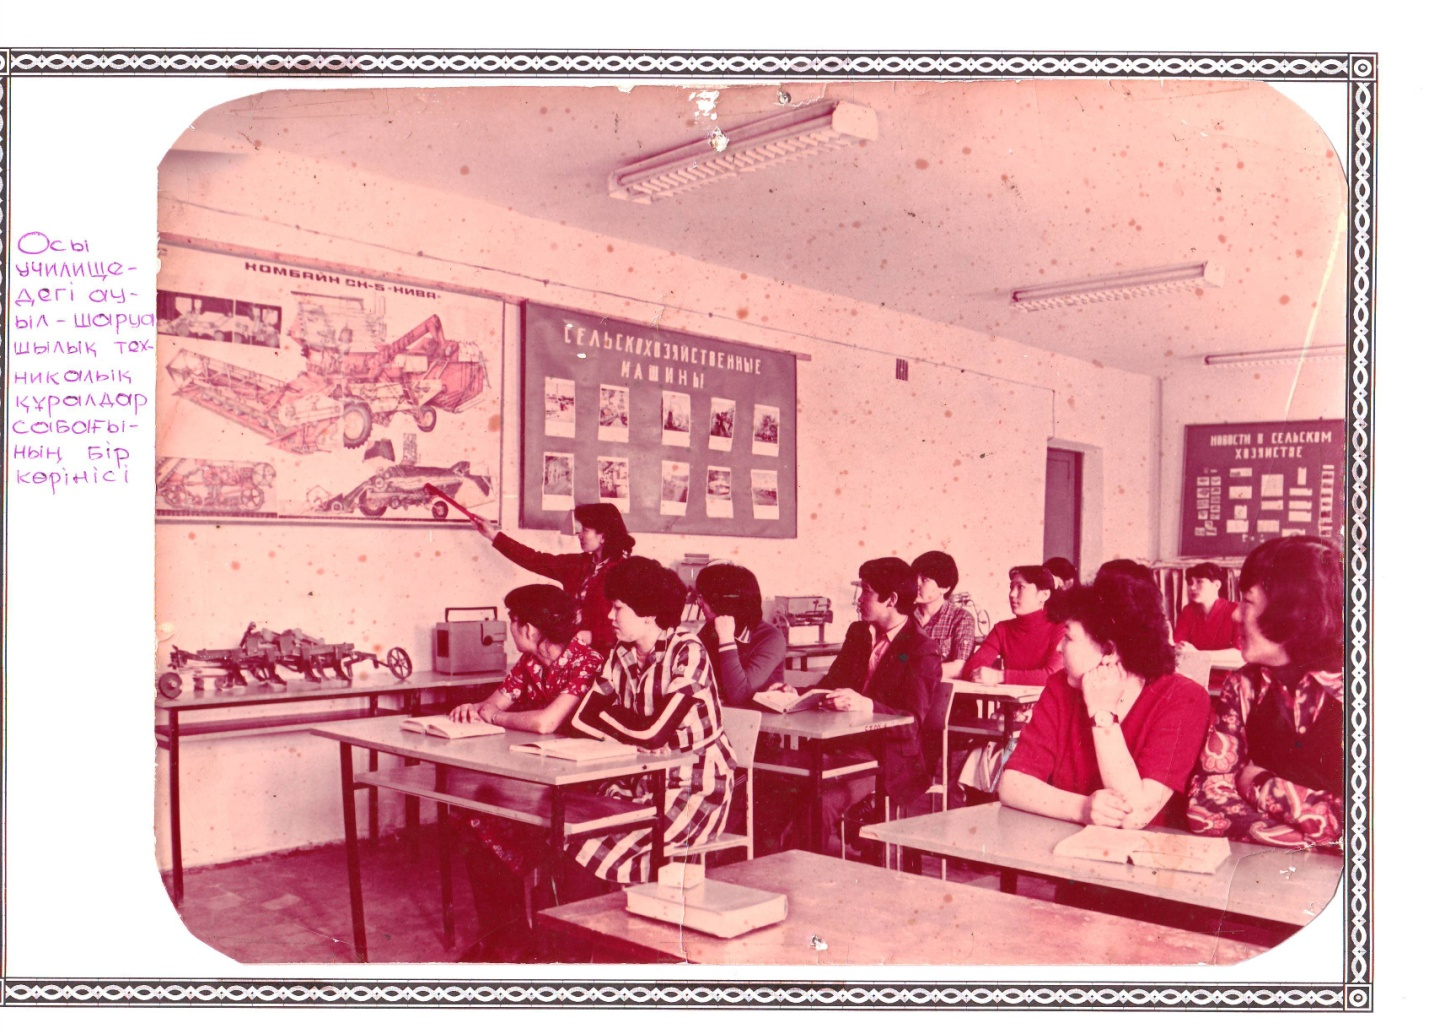 Осы
училище-
дегі ау-
ыл-шаруа
шылық тех-
никалық
құралдар
сабағы-
ның бір
көрінісі
КОМБАЙН СК-5 "НИВА"
СЕЛЬСКОХОЗЯЙСТВЕННЫЕ
МАШИНЫ
НОВОСТИ В СЕЛЬСКОМ
ХОЗЯЙСТВЕ